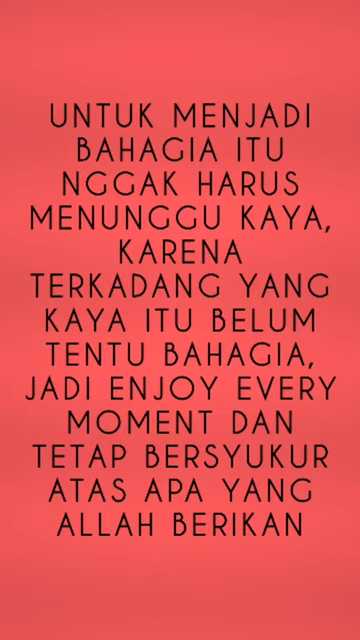 UNTUK MENJADI
BAHAGIA ITU
NGGAK HARUS
MENUNGGU KAYA,
KARENA
TERKADANG YANG
KAYA ITU BELUM
TENTU BAHAGIA,
JADI ENJOY EVERY
MOMENT DAN
TETAP BERSYUKUR
ATAS APA YANG
ALLAH BERIKAN